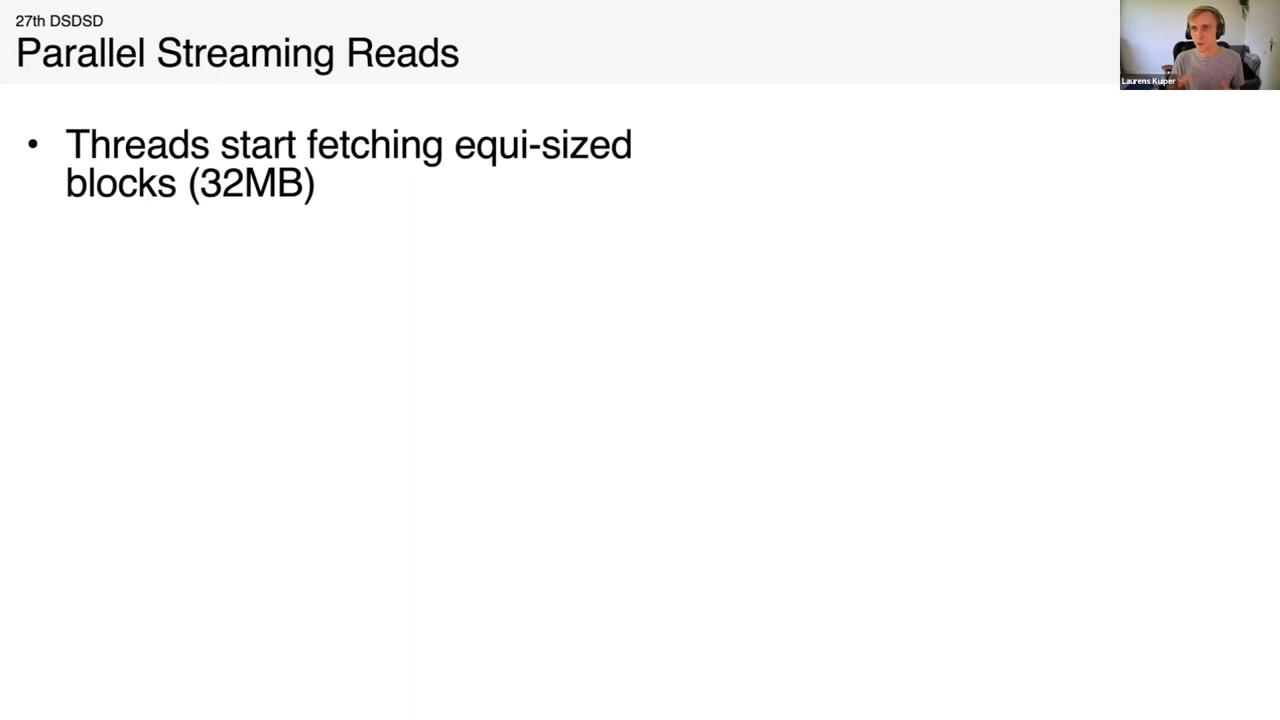 27th DSDSD
Parallel Streaming Reads
Laurens Kuiper
• Threads start fetching equi-sized
blocks (32MB)